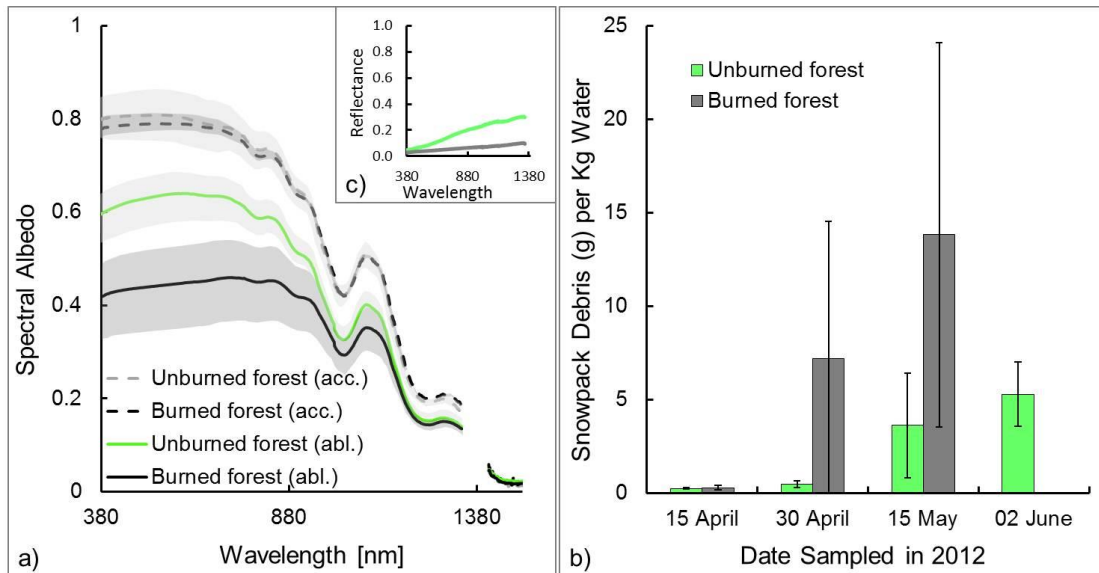 1
0.8
0.6
0.4
0.2
0
Spectral Albedo
380
880
1380
Wavelength [nm]
a)
Unburned forest (acc.)
Burned forest (acc.)
Unburned forest (abl.)
Burned forest (abl.)
1.0
0.8
0.6
0.4
0.2
0.0
Reflectance
380
880
1380
Wavelength
c)
25
20
15
10
5
0
Snowpack Debris (g) per Kg Water
Unburned forest
Burned forest
15 April
30 April
15 May
02 June
b)
Date Sampled in 2012